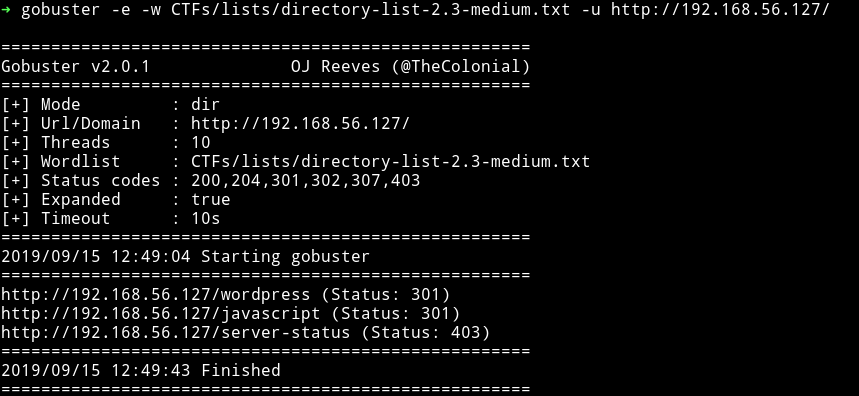 ➜ gobuster -e -w CTFs/lists/directory-list-2.3-medium.txt -u http://192.168.56.127/
=====================================================
Gobuster v2.0.1              OJ Reeves (@TheColonial)
=====================================================
[+] Mode         : dir
[+] Url/Domain   : http://192.168.56.127/
[+] Threads      : 10
[+] Wordlist     : CTFs/lists/directory-list-2.3-medium.txt
[+] Status codes : 200,204,301,302,307,403
[+] Expanded     : true
[+] Timeout      : 10s
=====================================================
2019/09/15 12:49:04 Starting gobuster
=====================================================
http://192.168.56.127/wordpress (Status: 301)
http://192.168.56.127/javascript (Status: 301)
http://192.168.56.127/server-status (Status: 403)
=====================================================
2019/09/15 12:49:43 Finished
=====================================================